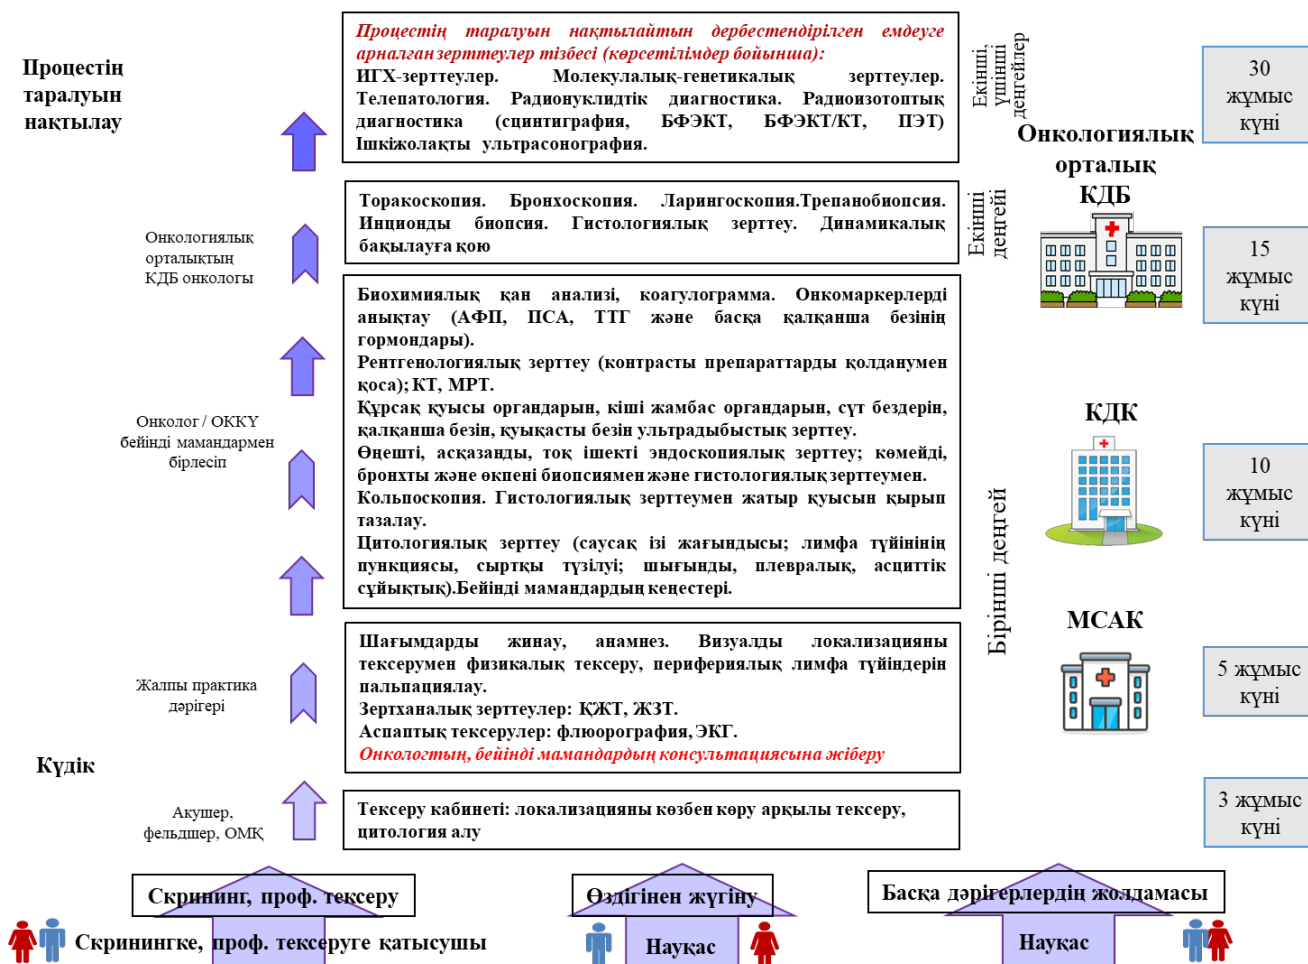 Процестің
таралуын
нақтылау
Процестің таралуын нақтылайтын дербестендірілген емдеуге
арналған зерттеулер тізбесі (көрсетілімдер бойынша):
ИГХ-зерттеулер. Молекулалық-генетикалық зерттеулер.
Телепатология. Радионуклидтік диагностика. Радиоизотоптық
диагностика (сцинтиграфия, БФЭКТ, БФЭКТ/КТ, ПЭТ)
Ішкіжолақты ультрасонография.
Екінші,
үшінші
деңгейлер
30
жұмыс
күні
Онкологиялық
орталық
КДБ
Онкологиялық
орталықтың
КДБ онкологы
Торакоскопия. Бронхоскопия. Ларингоскопия.Трепанобиопсия.
Инционды биопсия. Гистологиялық зерттеу. Динамикалық
бақылауға қою
Екінші
деңгейі
15
жұмыс
күні
Онколог / ОККҮ
бейінді мамандармен
бірлесіп
Биохимиялық қан анализі, коагулограмма. Онкомаркерлерді
анықтау (АФП, ПСА, ТТГ және басқа қалқанша безінің
гормондары).
Рентгенологиялық зерттеу (контрасты препараттарды қолданумен
қоса); КТ, МРТ.
Құрсақ қуысы органдарын, кіші жамбас органдарын, сүт бездерін,
қалқанша безін, қуықасты безін ультрадыбыстық зерттеу.
Өңешті, асқазанды, тоқ ішекті эндоскопиялық зерттеу; көмейді,
бронхты және өкпені биопсиямен және гистологиялық зерттеумен.
Кольпоскопия. Гистологиялық зерттеумен жатыр қуысын қырып
тазалау.
Цитологиялық зерттеу (саусақ ізі жағындысы; лимфа түйінінің
пункциясы, сыртқы түзілуі; шығынды, плевралық, асциттік
сұйықтық).Бейінді мамандардың кеңестері.
Бірінші деңгей
КДК
10
жұмыс
күні
Жалпы практика
дәрігері
Шағымдарды жинау, анамнез. Визуалды локализацияны
тексерумен физикалық тексеру, перифериялық лимфа түйіндерін
пальпациялау.
Зертханалық зерттеулер: ҚЖТ, ЖЗТ.
Аспаптық тексерулер: флюорография, ЭКГ.
Онкологтың, бейінді мамандардың консультациясына жіберу
МСАК
5 жұмыс
күні
Күдік
Акушер,
фельдшер, ОМҚ
Тексеру кабинеті: локализацияны көзбен көру арқылы тексеру,
цитология алу
3 жұмыс
күні
Скрининг, проф. тексеру
Өздігінен жүгіну
Басқа дәрігерлердің жолдамасы
Скринингке, проф. тексеруге қатысушы
Науқас
Науқас